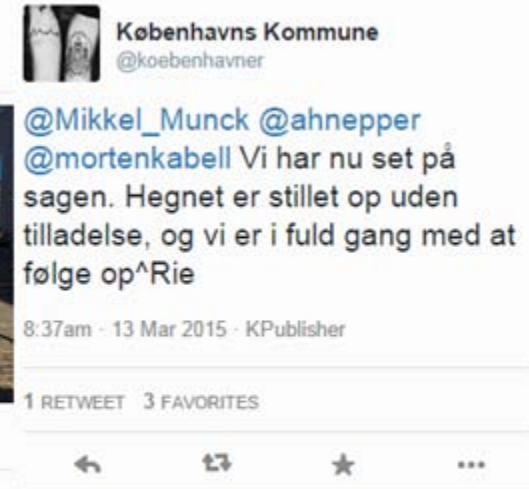 Københavns Kommune
@koebenhavner
@Mikkel_Munck @ahnepper
@mortenkabell Vi har nu set på
sagen. Hegnet er stillet op uden
tilladelse, og vi er i fuld gang med at
følge op^Rie
8:37am · 13 Mar 2015 · KPublisher
1 RETWEET 3 FAVORITES